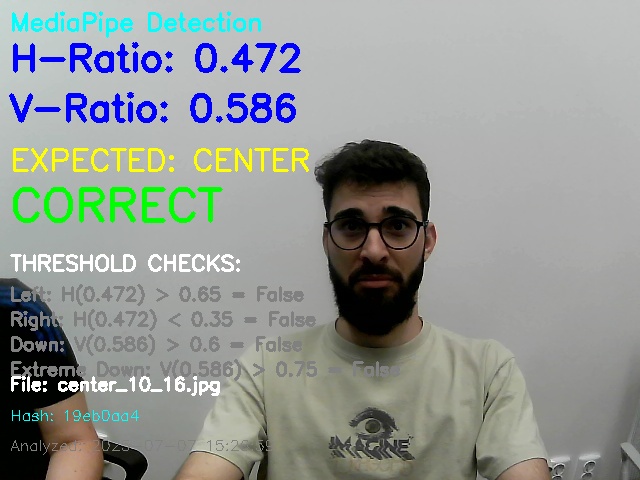 MediaPipe Detection
H-Ratio: 0.472
V-Ratio: 0.586
EXPECTED: CENTER
CORRECT
THRESHOLD CHECKS:
Left: H(0.472) > 0.65 = False
Right: H(0.472) < 0.35 = False
Down: V(0.586) > 0.6 = False
Extreme Down: V(0.586) > 0.75 = False
File: center_10_16.jpg
Hash: 19eb0aa4
Analyzed:
IMAGINE